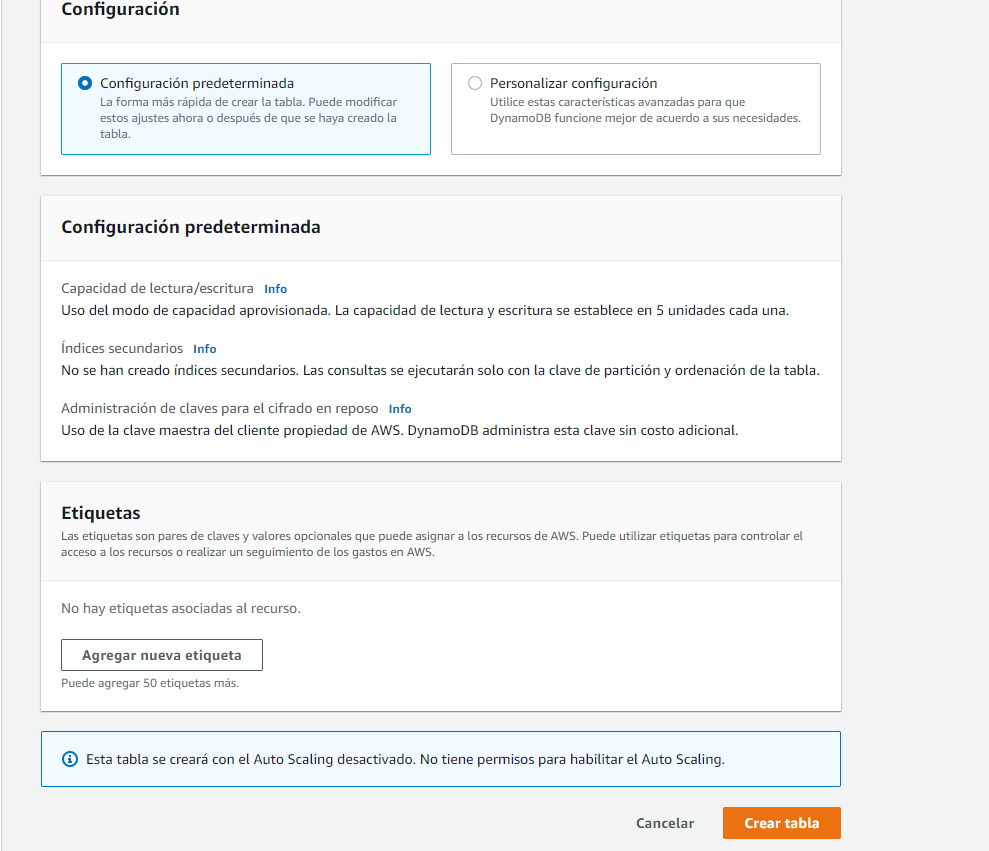 Configuración
Configuración predeterminada
La forma más rápida de crear la tabla. Puede modificar
estos ajustes ahora o después de que se haya creado la
tabla.
Personalizar configuración
Utilice estas características avanzadas para que
DynamoDB funcione mejor de acuerdo a sus necesidades.
Configuración predeterminada
Capacidad de lectura/escritura Info
Uso del modo de capacidad aprovisionada. La capacidad de lectura y escritura se establece en 5 unidades cada una.
Índices secundarios Info
No se han creado índices secundarios. Las consultas se ejecutarán solo con la clave de partición y ordenación de la tabla.
Administración de claves para el cifrado en reposo Info
Uso de la clave maestra del cliente propiedad de AWS. DynamoDB administra esta clave sin costo adicional.
Etiquetas
Las etiquetas son pares de claves y valores opcionales que puede asignar a los recursos de AWS. Puede utilizar etiquetas para controlar el
acceso a los recursos o realizar un seguimiento de los gastos en AWS.
No hay etiquetas asociadas al recurso.
Agregar nueva etiqueta
Puede agregar 50 etiquetas más.
Esta tabla se creará con el Auto Scaling desactivado. No tiene permisos para habilitar el Auto Scaling.
Cancelar
Crear tabla